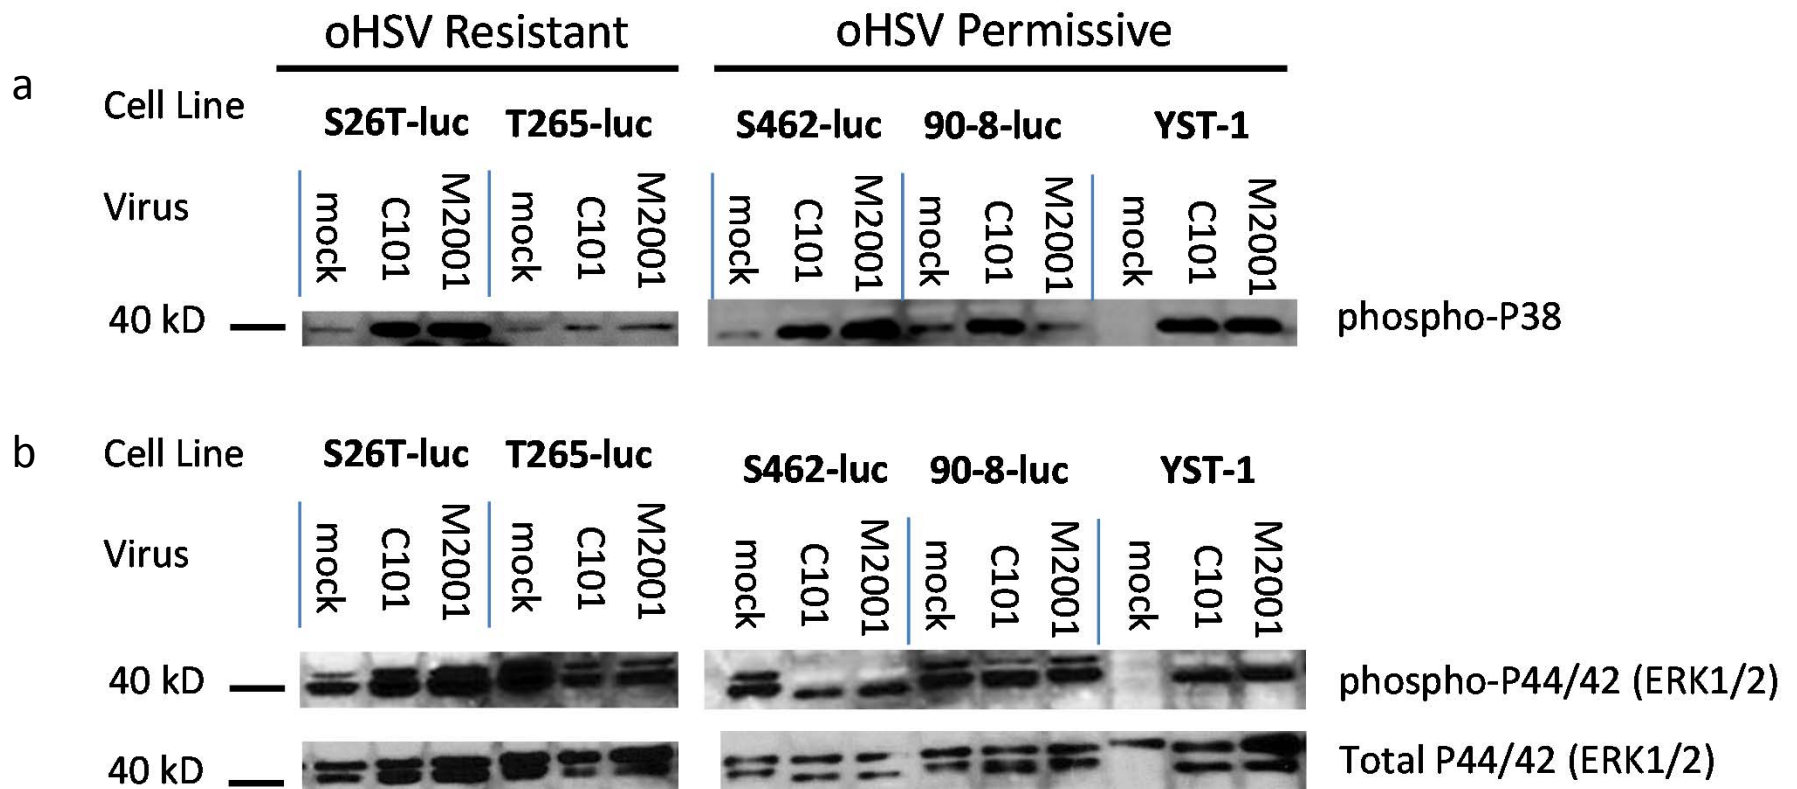 oHSV Resistant oHSV Permissive
a
Cell Line S26T-luc T265-luc S462-luc 90-8-luc YST-1
Virus mock C101 M2001 mock C101 M2001 mock C101 M2001 mock C101 M2001 mock C101 M2001
40 kD phospho-P38
b
Cell Line S26T-luc T265-luc S462-luc 90-8-luc YST-1
Virus mock C101 M2001 mock C101 M2001 mock C101 M2001 mock C101 M2001 mock C101 M2001
40 kD phospho-P44/42 (ERK1/2)
40 kD Total P44/42 (ERK1/2)